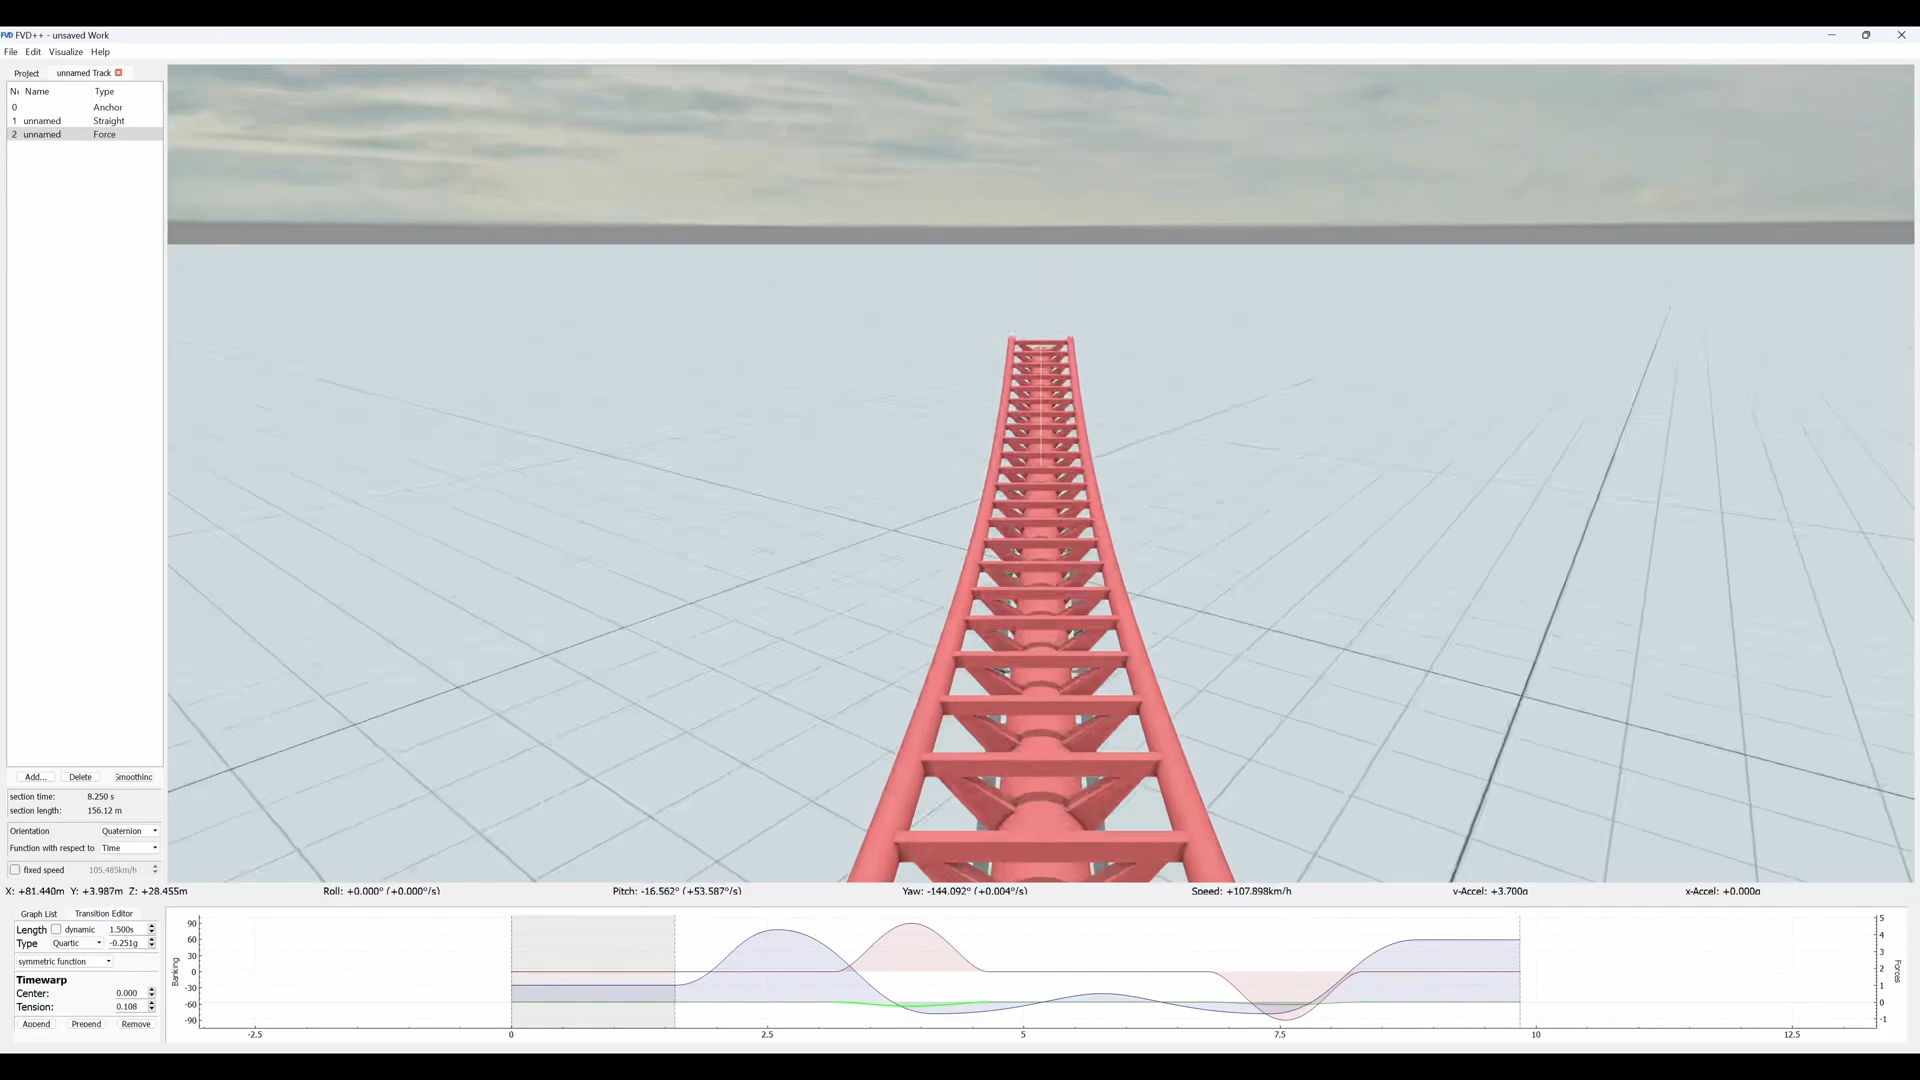 FVD FVD++ - unsaved Work
File Edit Visualize Help
Project unnamed Track
Name Type
0 Anchor
1 unnamed Straight
2 unnamed Force
Add... Delete Smoothing
section time: 8.250 s
section length: 156.12 m
Orientation Quaternion
Function with respect to Time
fixed speed 105.485km/h
X: +81.440m Y: +3.987m Z: +28.455m Roll: +0.000° (+0.000°/s) Pitch: -16.562° (+53.587°/s) Yaw: -144.092° (+0.004°/s) Speed: +107.898km/h v-Accel: +3.700g x-Accel: +0.000g
Graph List Transition Editor
Length dynamic 1.500s
Type Quartic -0.251g
symmetric function
Timewarp
Center: 0.000
Tension: 0.108
Append Prepend Remove
Banking
90
60
30
0
-30
-60
-90
-2.5 0 2.5 5 7.5 10 12.5
5
4
3
2
1
0
-1
Forces